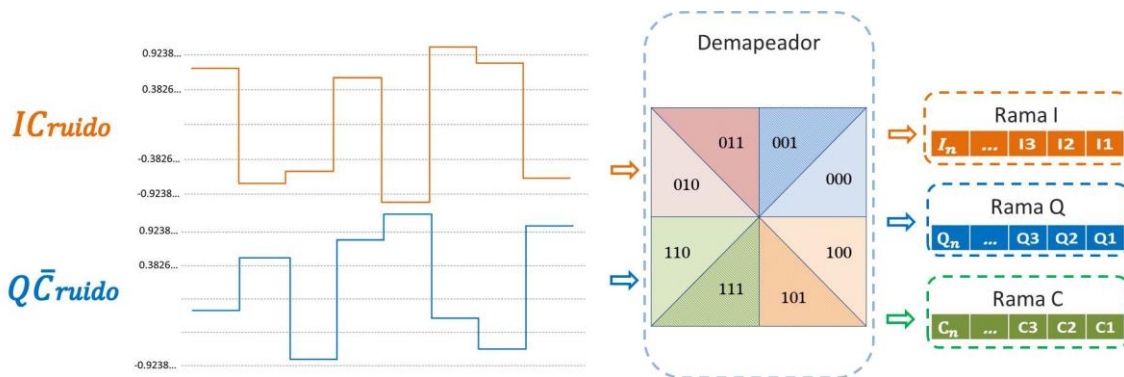 ICruido
0.9238...
0.3826...
-0.3826...
-0.9238...
QC̄ruido
0.9238...
0.3826...
-0.9238...
Demapeador
011 001
010 000
110 100
111 101
Rama I
Iₙ ... I3 I2 I1
Rama Q
Qₙ ... Q3 Q2 Q1
Rama C
Cₙ ... C3 C2 C1